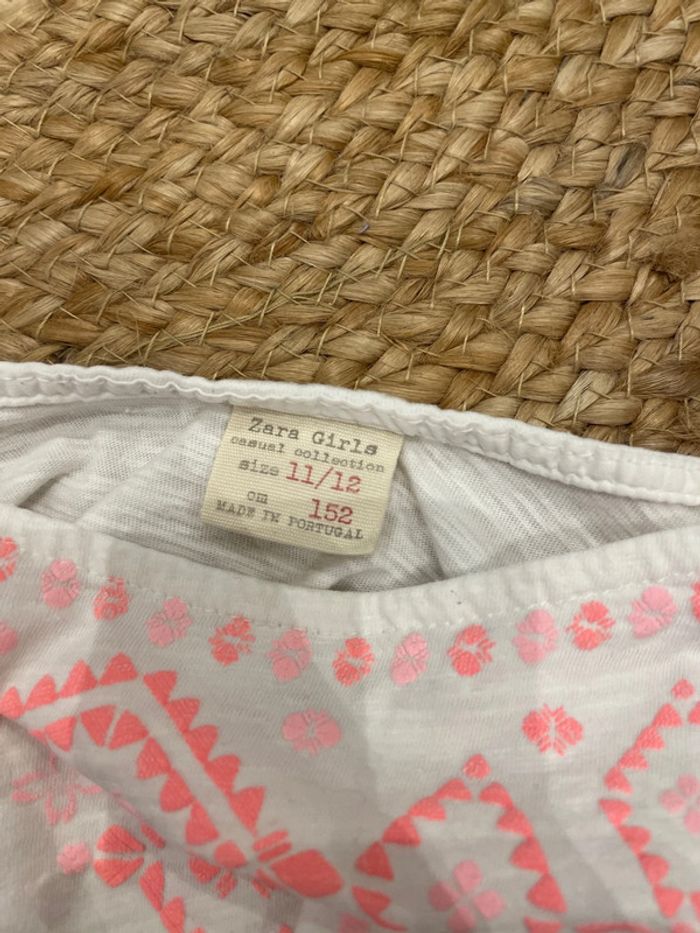 Zara Girls
casual collection
size 11/12
cm 152
MADE IN PORTUGAL